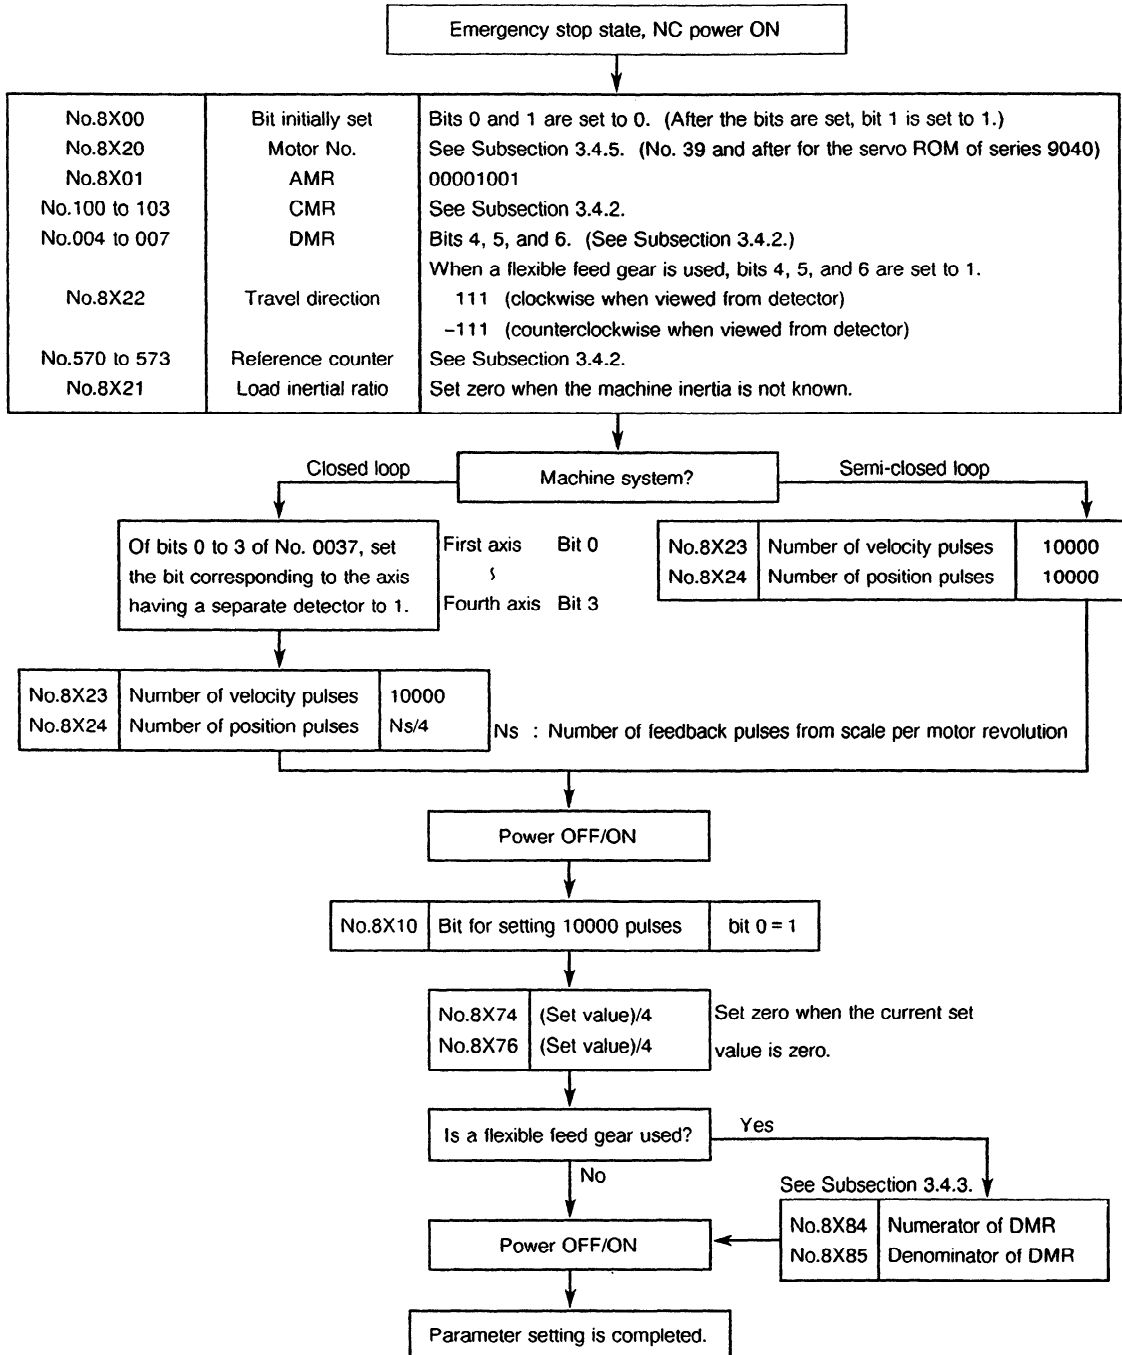 Emergency stop state, NC power ON
No.8X00 Bit initially set Bits 0 and 1 are set to 0. (After the bits are set, bit 1 is set to 1.)
No.8X20 Motor No. See Subsection 3.4.5. (No. 39 and after for the servo ROM of series 9040)
No.8X01 AMR 00001001
No.100 to 103 CMR See Subsection 3.4.2.
No.004 to 007 DMR Bits 4, 5, and 6. (See Subsection 3.4.2.)
When a flexible feed gear is used, bits 4, 5, and 6 are set to 1.
No.8X22 Travel direction 111 (clockwise when viewed from detector)
-111 (counterclockwise when viewed from detector)
No.570 to 573 Reference counter See Subsection 3.4.2.
No.8X21 Load inertial ratio Set zero when the machine inertia is not known.
Closed loop Machine system? Semi-closed loop
Of bits 0 to 3 of No. 0037, set
the bit corresponding to the axis
having a separate detector to 1.
First axis Bit 0
Fourth axis Bit 3
No.8X23 Number of velocity pulses 10000
No.8X24 Number of position pulses 10000
No.8X23 Number of velocity pulses 10000
No.8X24 Number of position pulses Ns/4
Ns : Number of feedback pulses from scale per motor revolution
Power OFF/ON
No.8X10 Bit for setting 10000 pulses bit 0 = 1
No.8X74 (Set value)/4
No.8X76 (Set value)/4
Set zero when the current set
value is zero.
Is a flexible feed gear used? Yes
No
See Subsection 3.4.3.
No.8X84 Numerator of DMR
No.8X85 Denominator of DMR
Power OFF/ON
Parameter setting is completed.